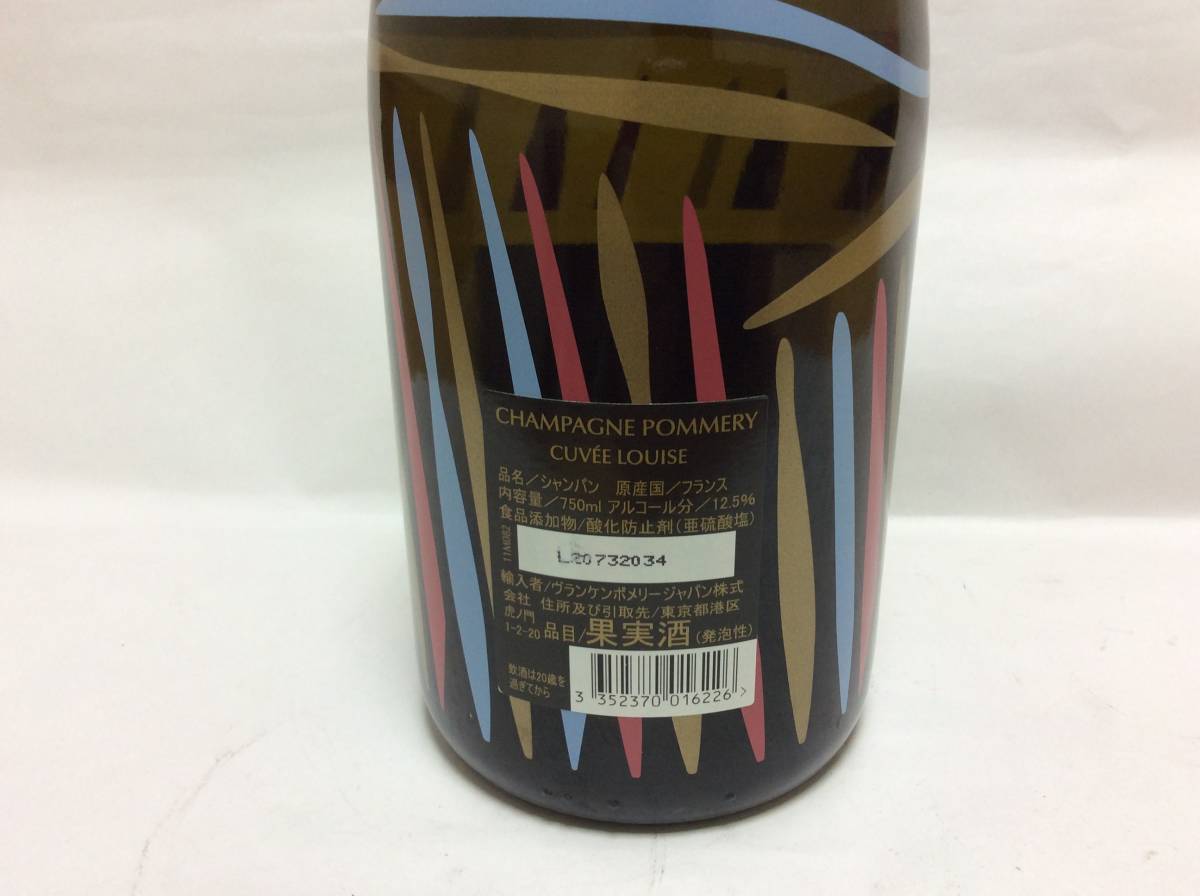 CHAMPAGNE POMMERY
CUVÉE LOUISE
品名／シャンパン 原産国／フランス
内容量／750ml アルコール分／12.5%
食品添加物/酸化防止剤(亜硫酸塩)
L20732034
輸入者/ヴランケンポメリージャパン株式
会社 住所及び引取先/東京都港区
虎ノ門
1-2-20 品目/果実酒(発泡性)
飲酒は20歳を
過ぎてから
3 352370 016226 >